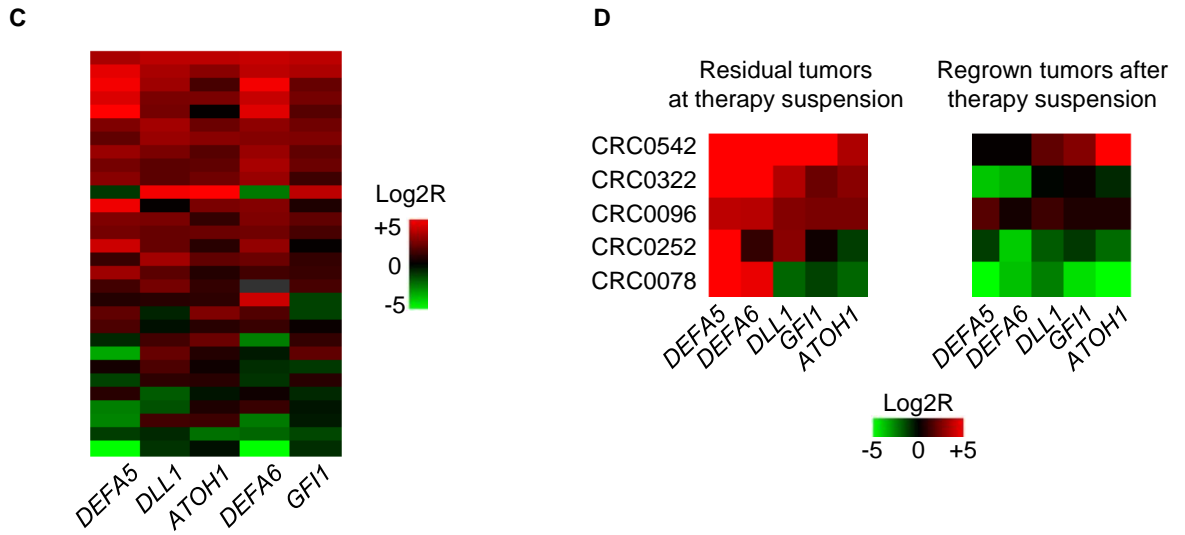 C
DEFA5
DLL1
ATOH1
DEFA6
GFI1
Log2R
+5
0
-5
D
Residual tumors
at therapy suspension
Regrown tumors after
therapy suspension
CRC0542
CRC0322
CRC0096
CRC0252
CRC0078
DEFA5
DEFA6
DLL1
GFI1
ATOH1
DEFA5
DEFA6
DLL1
GFI1
ATOH1
Log2R
-5 0 +5